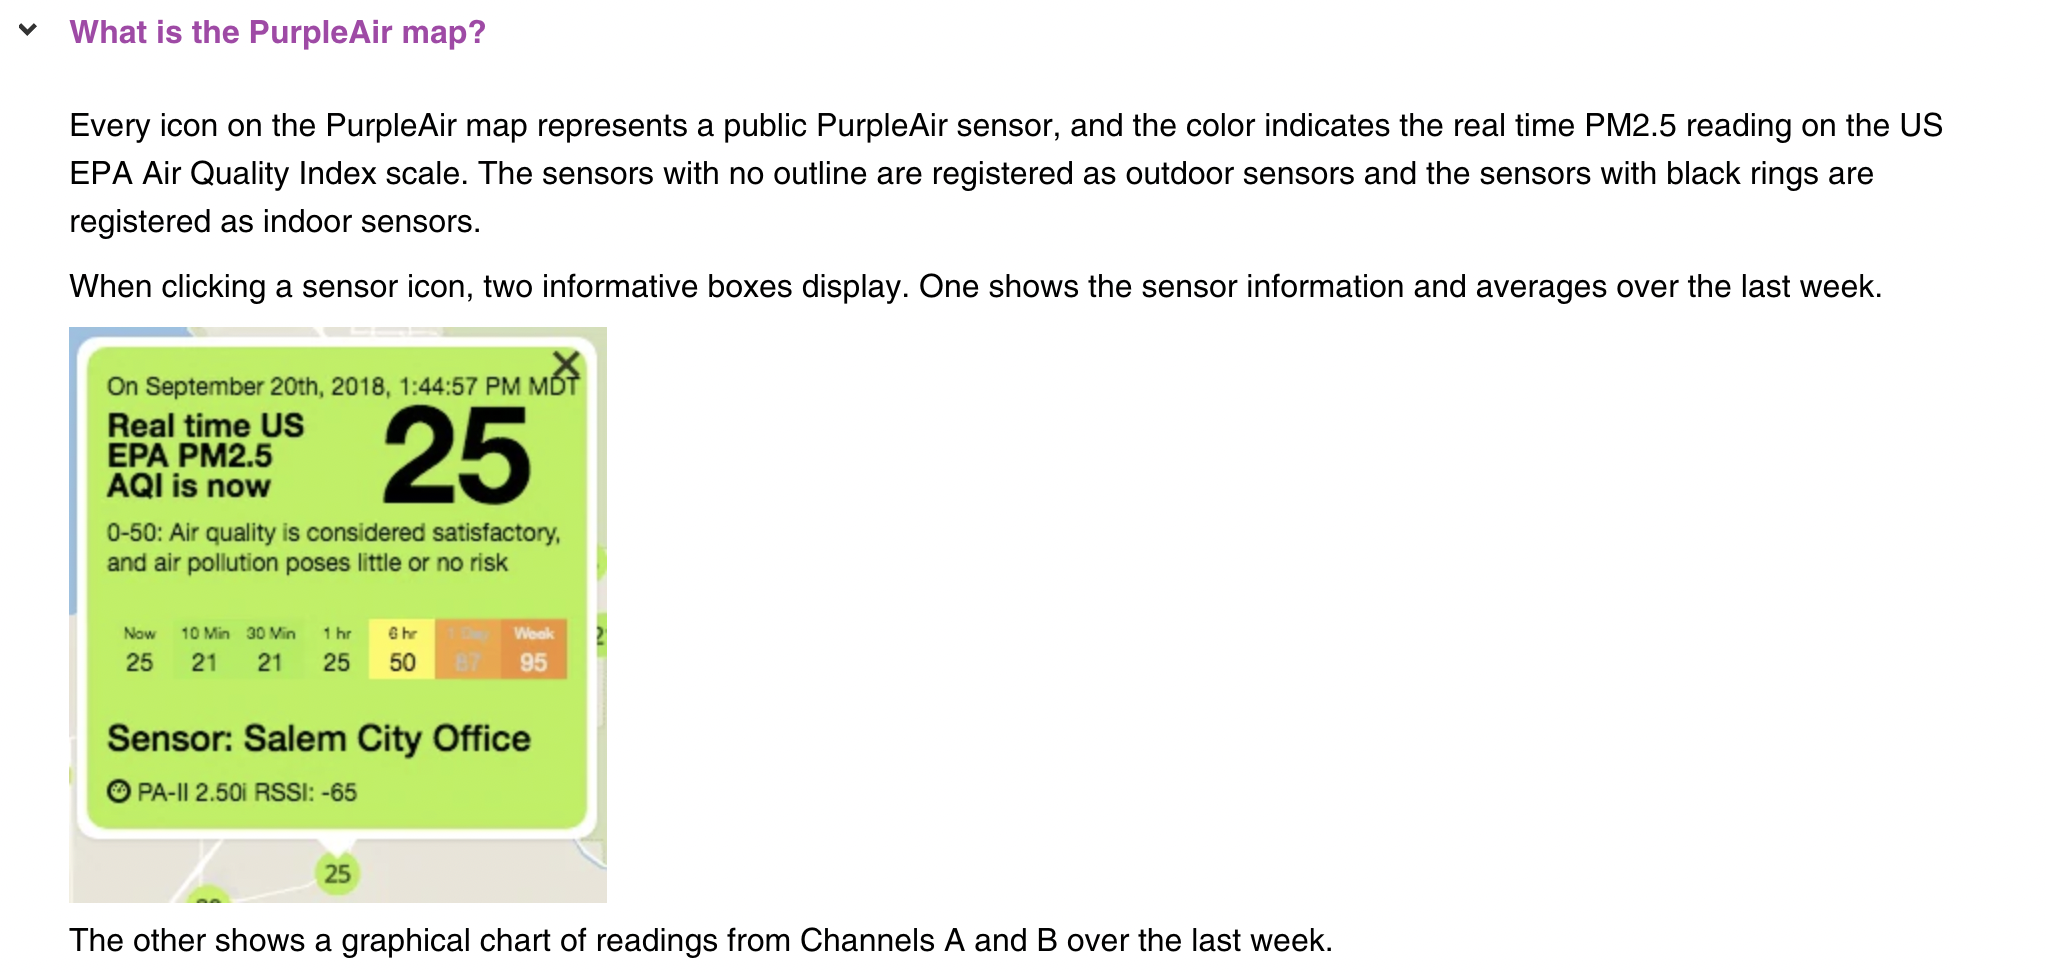 What is the PurpleAir map?
Every icon on the PurpleAir map represents a public PurpleAir sensor, and the color indicates the real time PM2.5 reading on the US
EPA Air Quality Index scale. The sensors with no outline are registered as outdoor sensors and the sensors with black rings are
registered as indoor sensors.
When clicking a sensor icon, two informative boxes display. One shows the sensor information and averages over the last week.
On September 20th, 2018, 1:44:57 PM MDT
Real time US
EPA PM2.5
AQI is now
25
0-50: Air quality is considered satisfactory,
and air pollution poses little or no risk
Now 10 Min 30 Min 1 hr 6 hr 1 Day Week
25 21 21 25 50 87 95
Sensor: Salem City Office
PA-II 2.50i RSSI: -65
25
The other shows a graphical chart of readings from Channels A and B over the last week.